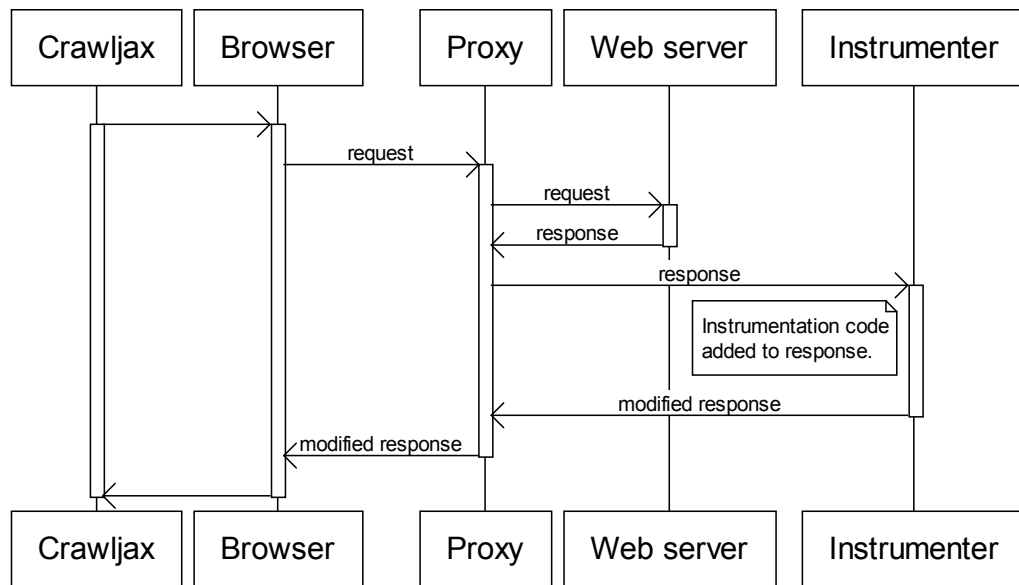 Crawljax
Browser
Proxy
Web server
Instrumenter
request
request
response
response
Instrumentation code
added to response.
modified response
modified response
Crawljax
Browser
Proxy
Web server
Instrumenter